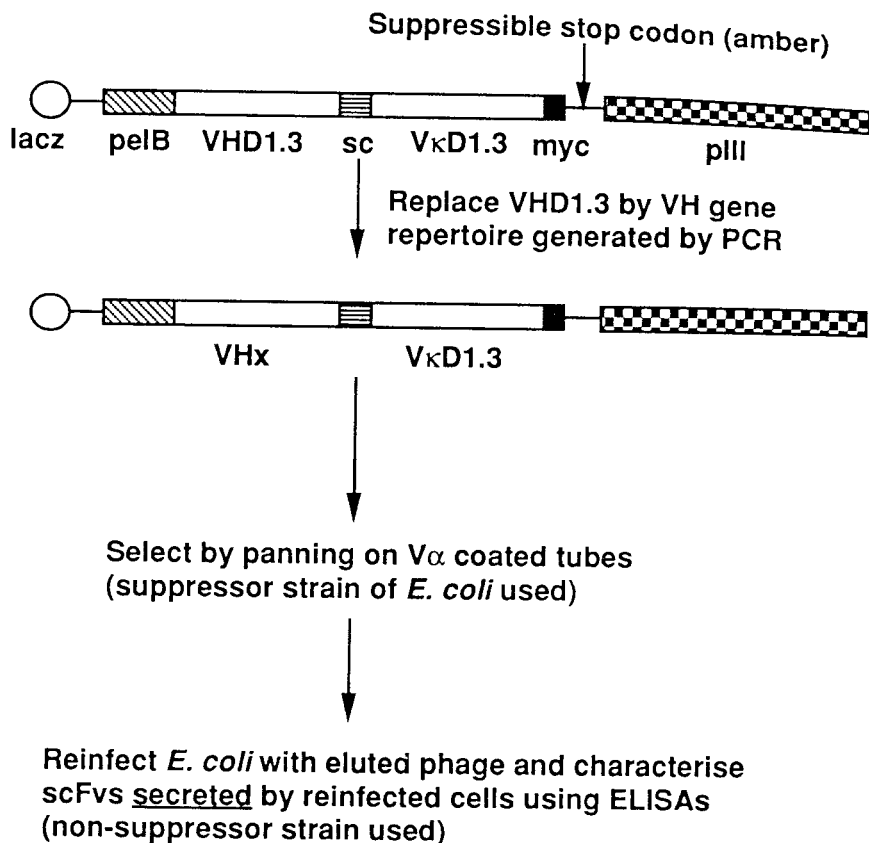 Suppressible stop codon (amber)
lacz pelB VHD1.3 sc VκD1.3 myc pIII
Replace VHD1.3 by VH gene
repertoire generated by PCR
VHx VκD1.3
Select by panning on Vα coated tubes
(suppressor strain of E. coli used)
Reinfect E. coli with eluted phage and characterise
scFvs secreted by reinfected cells using ELISAs
(non-suppressor strain used)